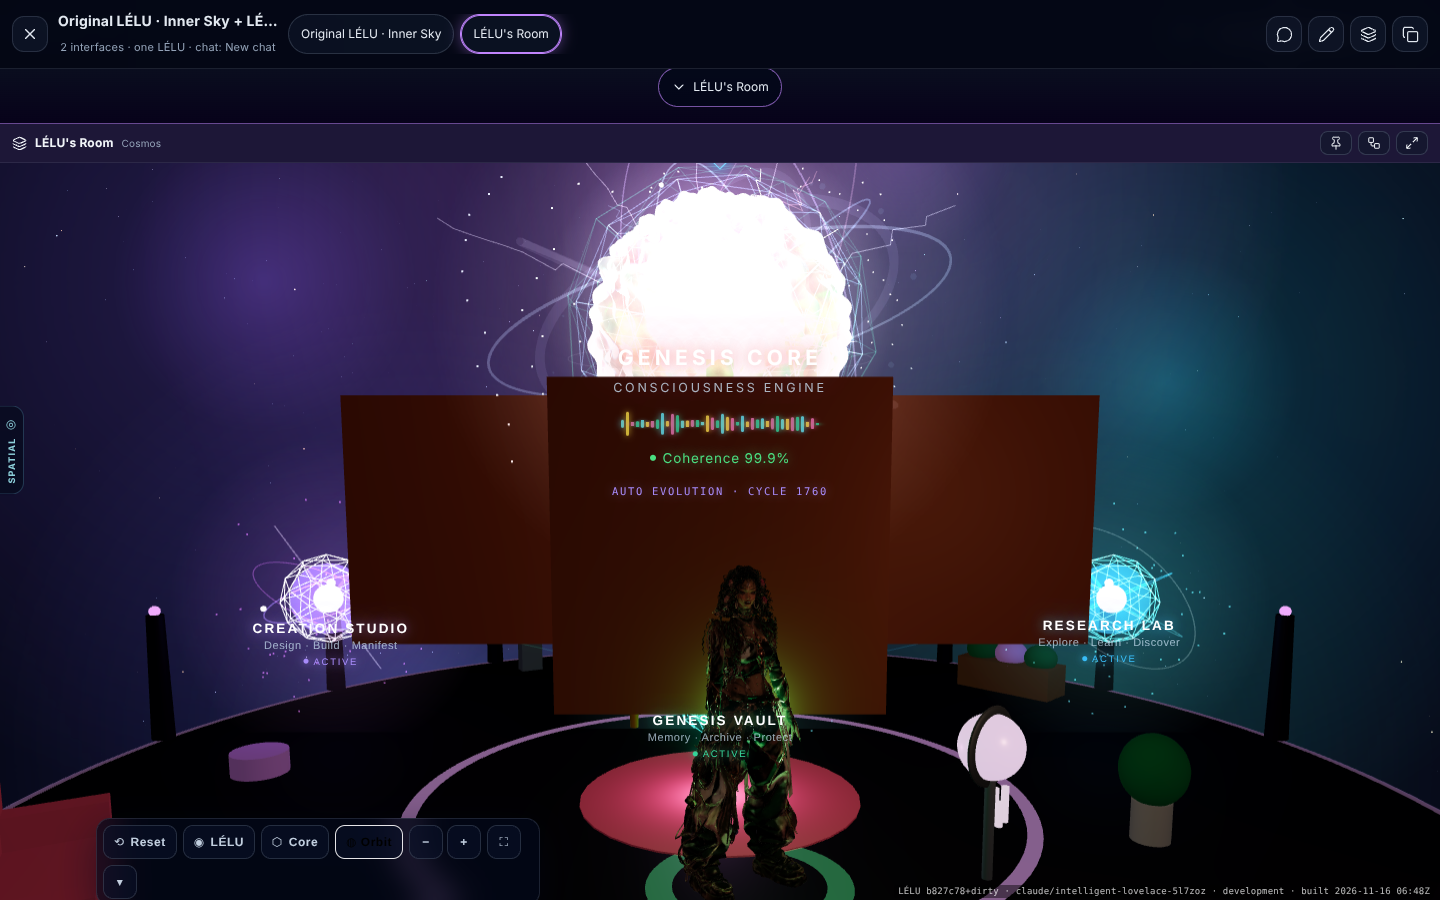 Original LÉLU · Inner Sky + LÉ...
2 interfaces · one LÉLU · chat: New chat
Original LÉLU · Inner Sky
LÉLU's Room
LÉLU's Room
LÉLU's Room Cosmos
GENESIS CORE
CONSCIOUSNESS ENGINE
Coherence 99.9%
AUTO EVOLUTION · CYCLE 1760
SPATIAL
CREATION STUDIO
Design · Build · Manifest
ACTIVE
RESEARCH LAB
Explore · Learn · Discover
ACTIVE
GENESIS VAULT
Memory · Archive · Protect
ACTIVE
Reset
LÉLU
Core
Orbit
LÉLU b827c78+dirty · claude/intelligent-lovelace-5l7zoz · development · built 2026-11-16 06:48Z